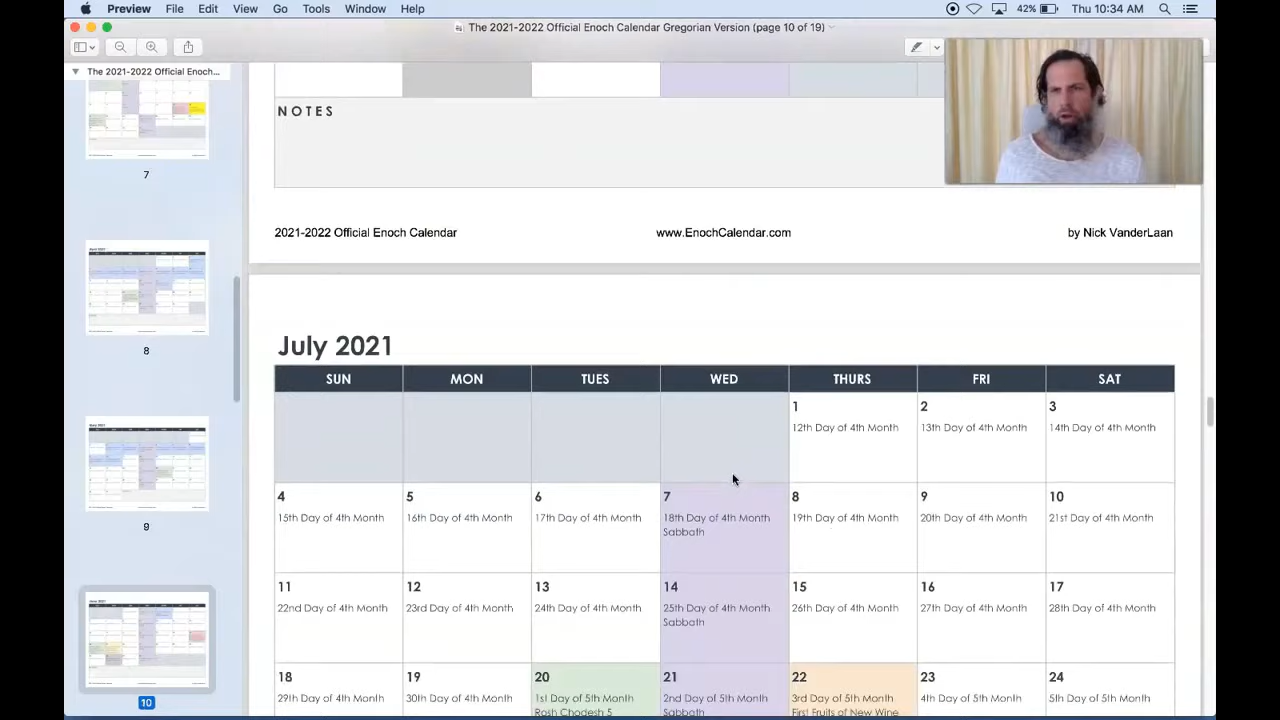 Preview File Edit View Go Tools Window Help 42% Thu 10:34 AM
The 2021-2022 Official Enoch Calendar Gregorian Version (page 10 of 19)
The 2021-2022 Official Enoch...
7
8
9
10
NOTES
2021-2022 Official Enoch Calendar www.EnochCalendar.com by Nick VanderLaan
July 2021
SUN MON TUES WED THURS FRI SAT
1 2 3
12th Day of 4th Month 13th Day of 4th Month 14th Day of 4th Month
4 5 6 7 8 9 10
15th Day of 4th Month 16th Day of 4th Month 17th Day of 4th Month 18th Day of 4th Month 19th Day of 4th Month 20th Day of 4th Month 21st Day of 4th Month
Sabbath
11 12 13 14 15 16 17
22nd Day of 4th Month 23rd Day of 4th Month 24th Day of 4th Month 25th Day of 4th Month 26th Day of 4th Month 27th Day of 4th Month 28th Day of 4th Month
Sabbath
18 19 20 21 22 23 24
29th Day of 4th Month 30th Day of 4th Month 1st Day of 5th Month 2nd Day of 5th Month 3rd Day of 5th Month 4th Day of 5th Month 5th Day of 5th Month
Rosh Chodesh 5 Sabbath First Fruits of New Wine